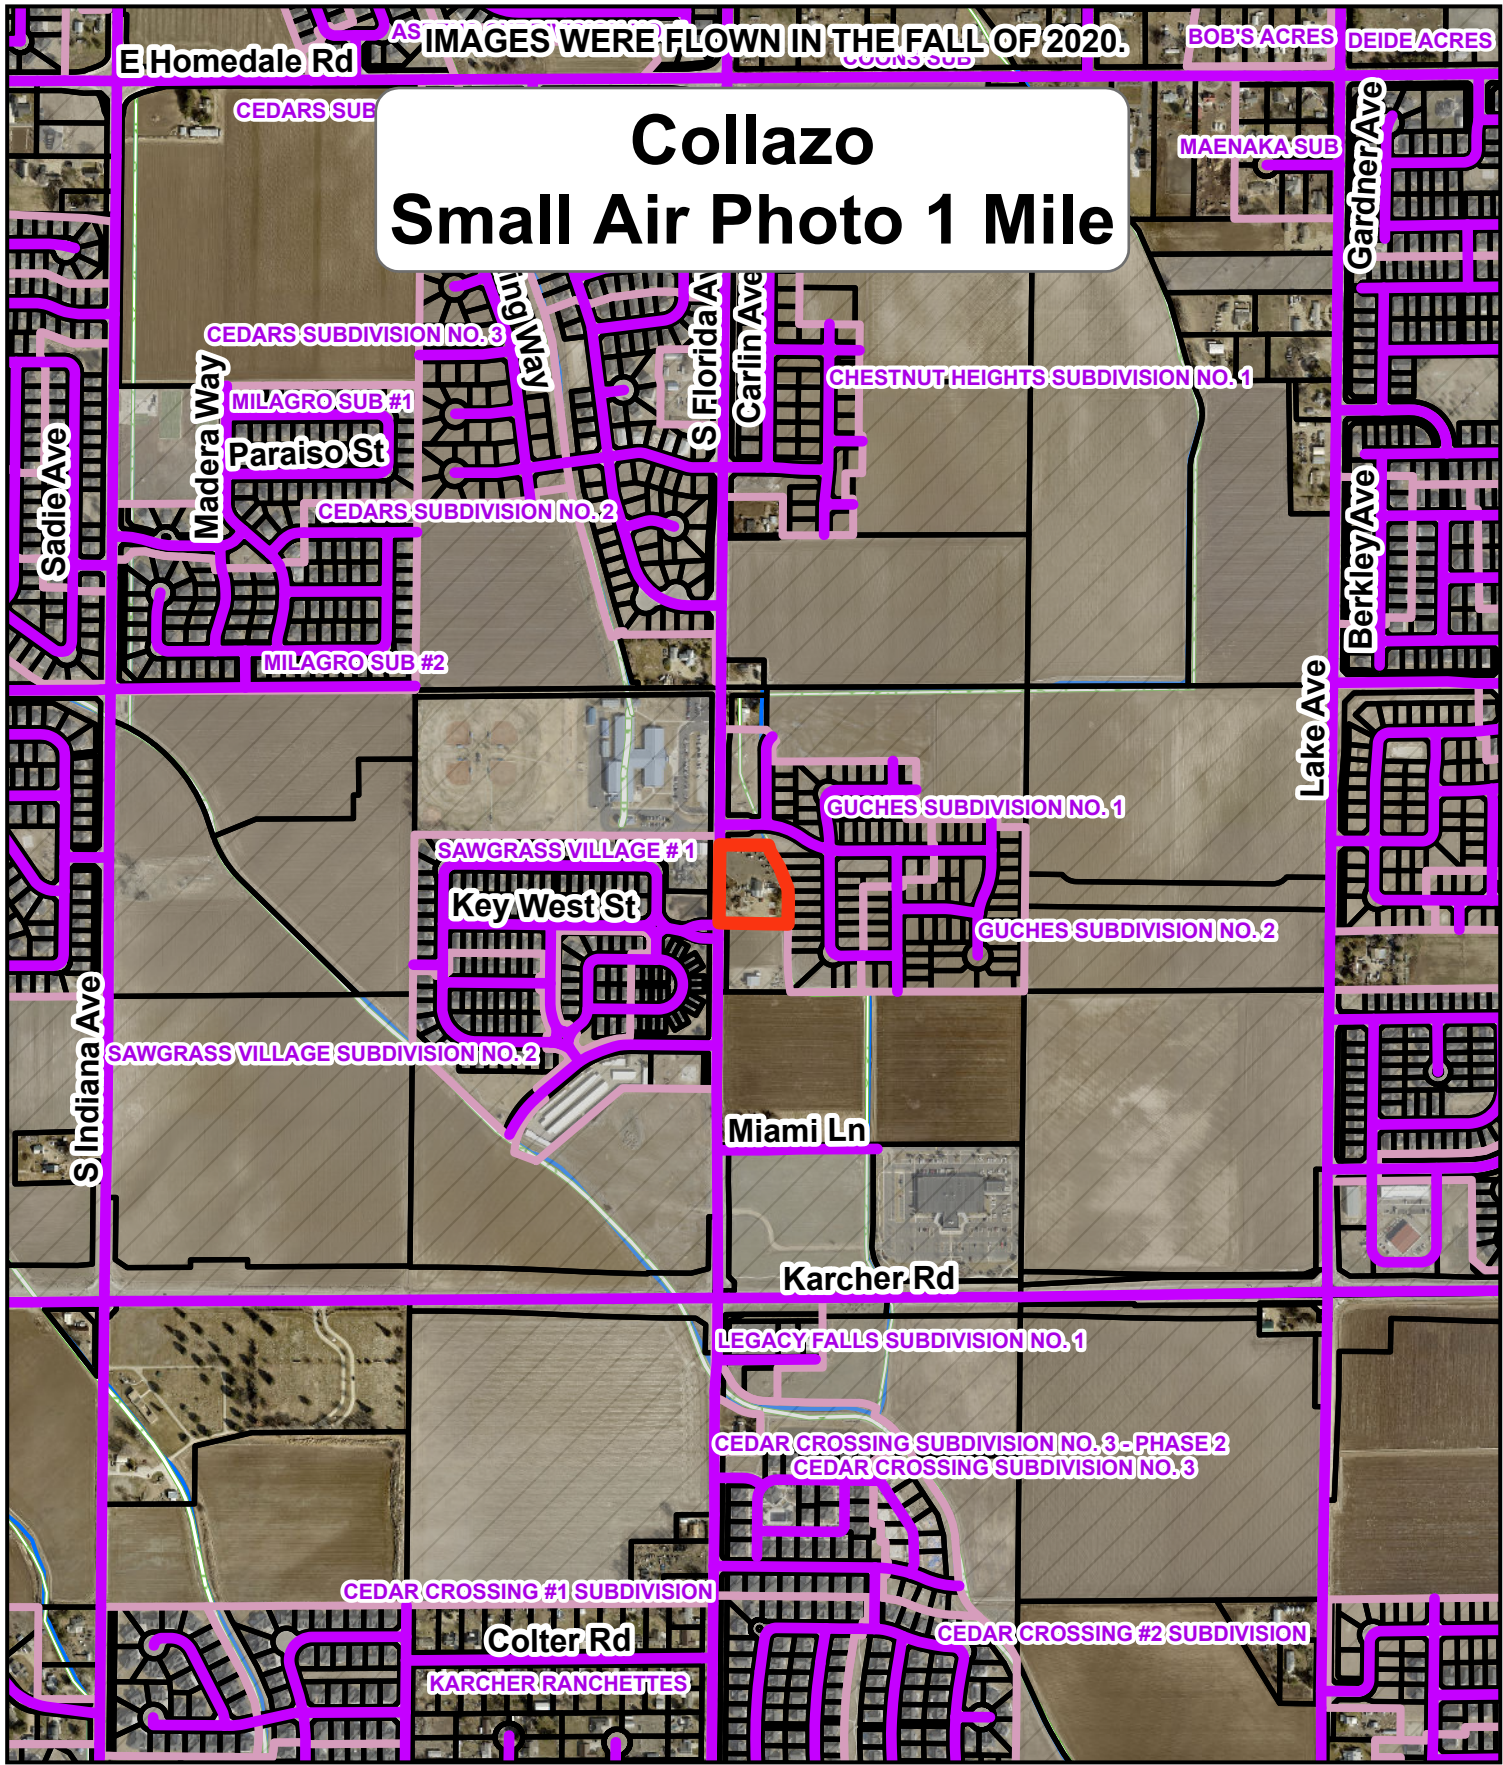 IMAGES WERE FLOWN IN THE FALL OF 2020.
BOB'S ACRES
DEIDE ACRES
E Homedale Rd
COONS SUB
CEDARS SUB
Collazo
Small Air Photo 1 Mile
MAENAKA SUB
Gardner Ave
ing Way
S Florida Av
Carlin Ave
CEDARS SUBDIVISION NO. 3
CHESTNUT HEIGHTS SUBDIVISION NO. 1
Madera Way
MILAGRO SUB #1
Paraiso St
Sadie Ave
CEDARS SUBDIVISION NO. 2
Berkley Ave
MILAGRO SUB #2
Lake Ave
GUCHES SUBDIVISION NO. 1
SAWGRASS VILLAGE # 1
Key West St
GUCHES SUBDIVISION NO. 2
S Indiana Ave
SAWGRASS VILLAGE SUBDIVISION NO. 2
Miami Ln
Karcher Rd
LEGACY FALLS SUBDIVISION NO. 1
CEDAR CROSSING SUBDIVISION NO. 3 - PHASE 2
CEDAR CROSSING SUBDIVISION NO. 3
CEDAR CROSSING #1 SUBDIVISION
Colter Rd
CEDAR CROSSING #2 SUBDIVISION
KARCHER RANCHETTES